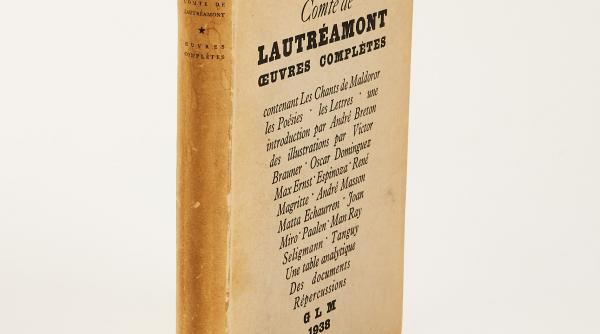 COMTE DE
LAUTRÉAMONT
★
ŒUVRES
COMPLÈTES
Comte de
LAUTRÉAMONT
ŒUVRES COMPLÈTES
contenant Les Chants de Maldoror
les Poésies · les Lettres · une
introduction par André Breton
des illustrations par Victor
Brauner · Oscar Dominguez
Max Ernst · Espinoza · René
Magritte · André Masson
Matta Echaurren · Joan
Miro · Paalen · Man Ray
Seligmann · Tanguy
Une table analytique
Des documents
Répercussions
G L M
1938